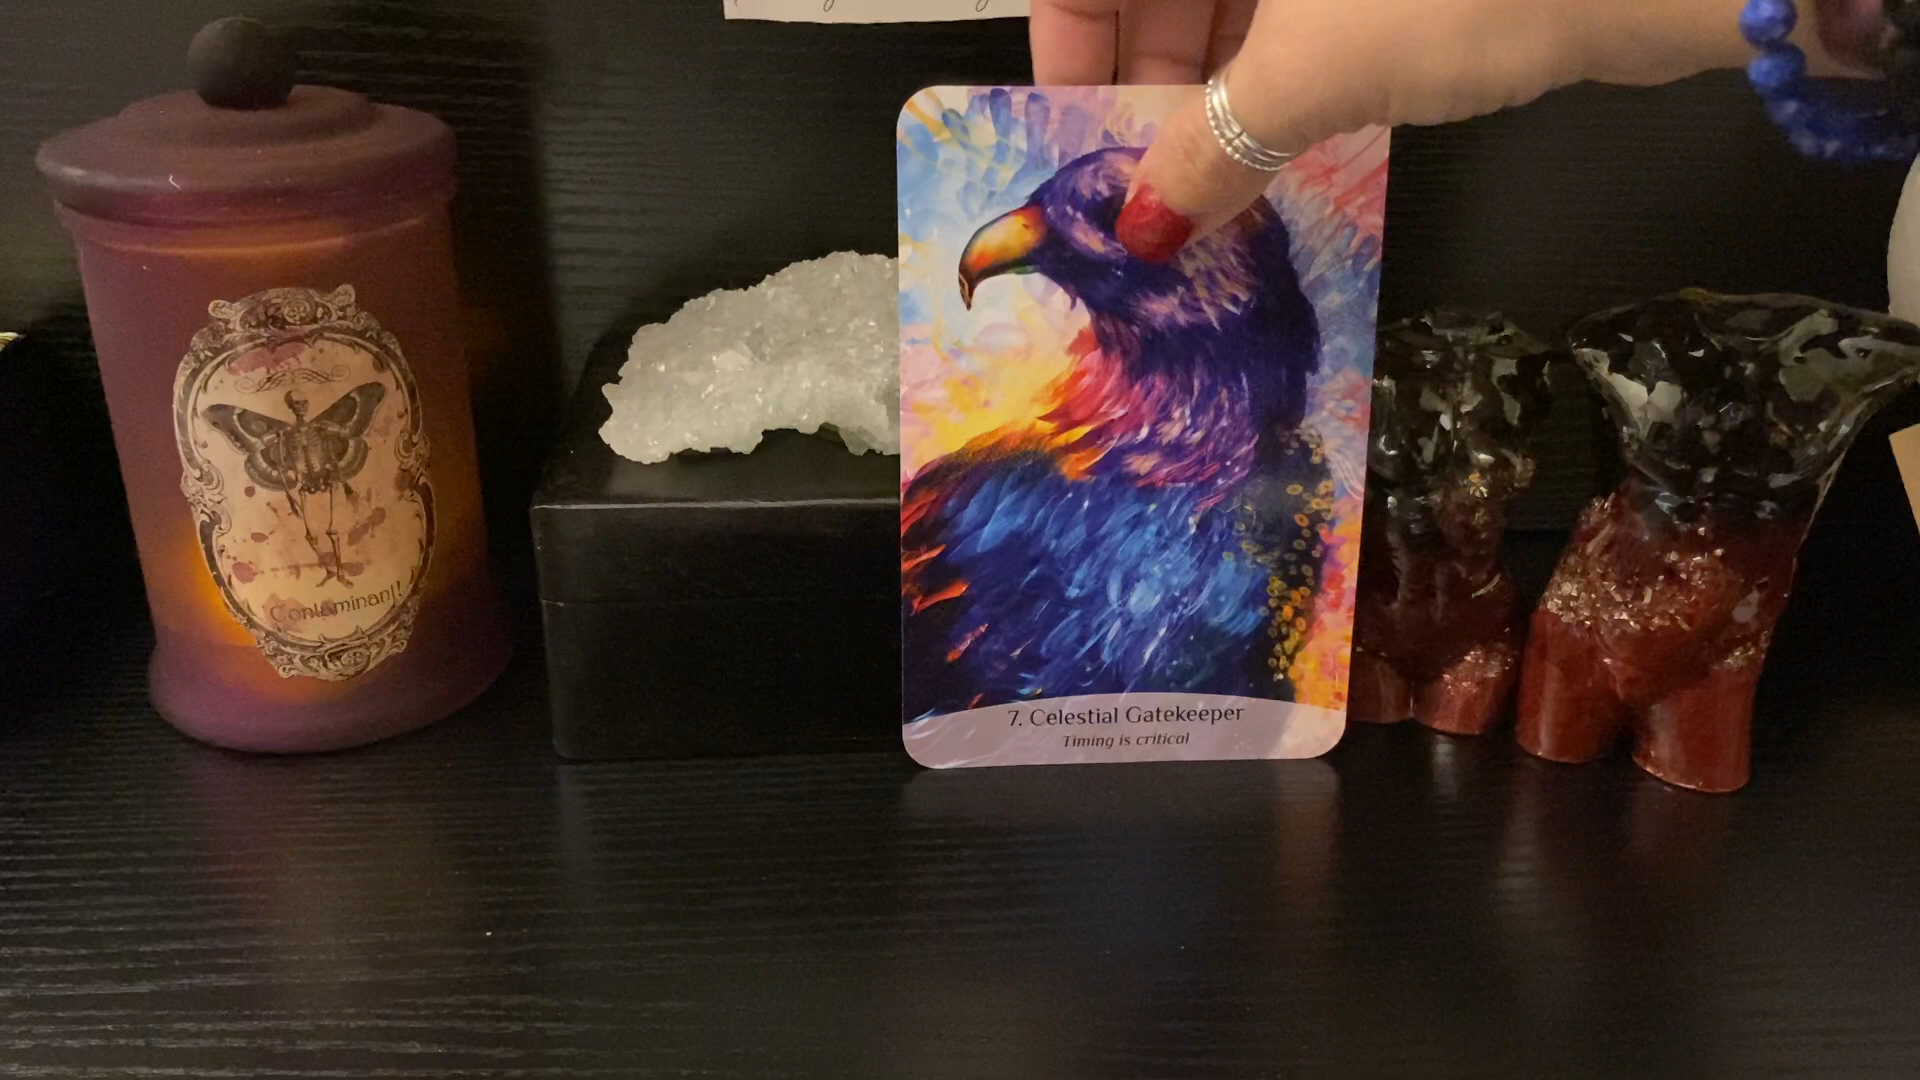 Contaminant!
7. Celestial Gatekeeper
Timing is critical